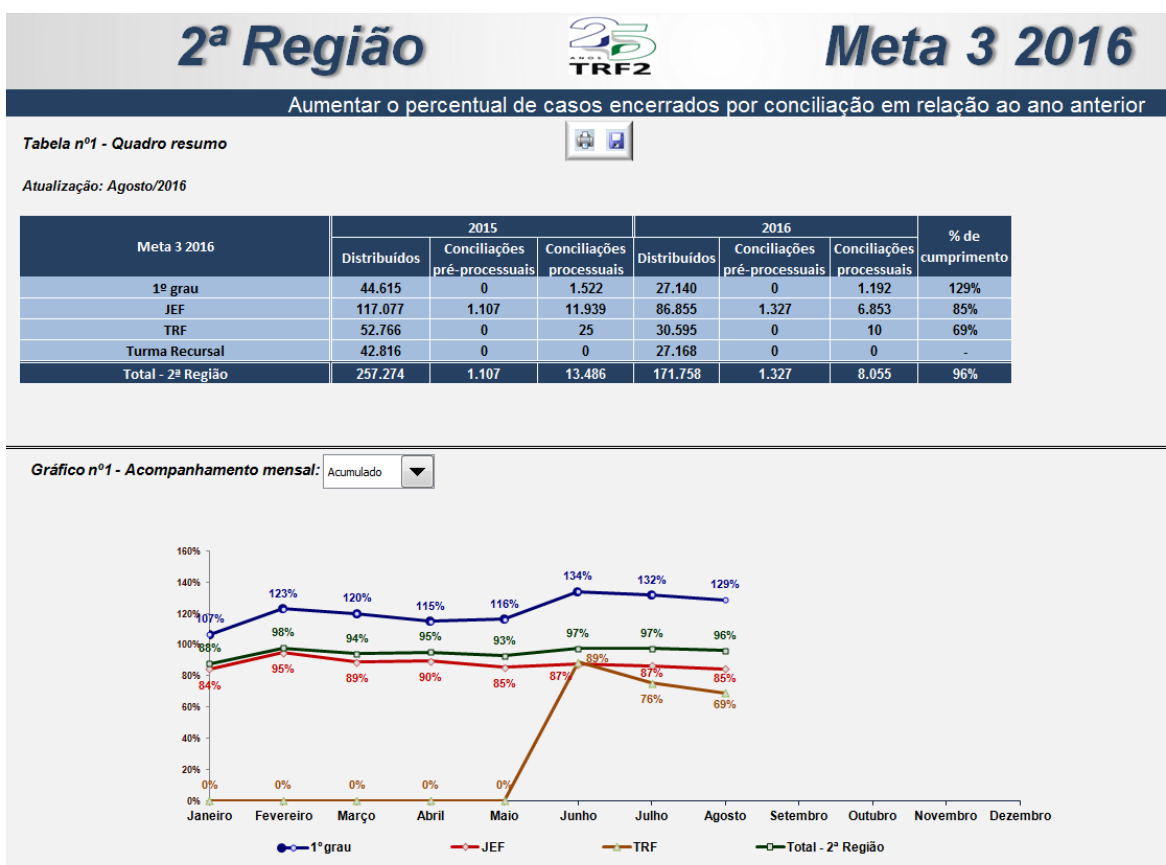 2ª Região
25
ANOS
TRF2
Meta 3 2016
Aumentar o percentual de casos encerrados por conciliação em relação ao ano anterior
Tabela nº1 - Quadro resumo
Atualização: Agosto/2016
Meta 3 2016 2015 2016 % de cumprimento
Distribuídos Conciliações pré-processuais Conciliações processuais Distribuídos Conciliações pré-processuais Conciliações processuais
1º grau 44.615 0 1.522 27.140 0 1.192 129%
JEF 117.077 1.107 11.939 86.855 1.327 6.853 85%
TRF 52.766 0 25 30.595 0 10 69%
Turma Recursal 42.816 0 0 27.168 0 0 -
Total - 2ª Região 257.274 1.107 13.486 171.758 1.327 8.055 96%
Gráfico nº1 - Acompanhamento mensal: Acumulado
160%
140%
120%
100%
80%
60%
40%
20%
0%
107% 123% 120% 115% 116% 134% 132% 129%
88% 98% 94% 95% 93% 97% 97% 96%
84% 95% 89% 90% 85% 87% 87% 85%
0% 0% 0% 0% 0% 89% 76% 69%
Janeiro Fevereiro Março Abril Maio Junho Julho Agosto Setembro Outubro Novembro Dezembro
1°grau JEF TRF Total - 2ª Região